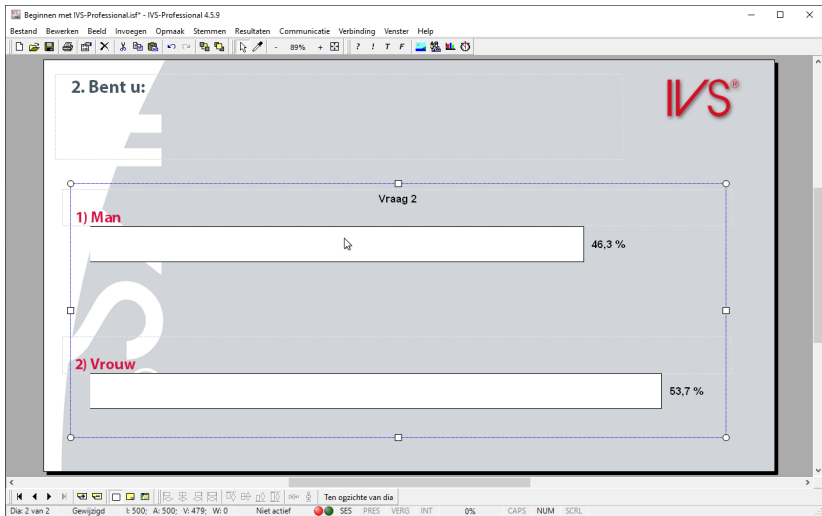 Beginnen met IVS-Professional.isf* - IVS-Professional 4.5.9
Bestand Bewerken Beeld Invoegen Opmaak Stemmen Resultaten Communicatie Verbinding Venster Help
- 89% + ? ! T F
2. Bent u:
IVS®
Vraag 2
1) Man
46,3 %
2) Vrouw
53,7 %
Ten opzichte van dia
Dia: 2 van 2 Gewijzigd I: 500; A: 500; V: 479; W: 0 Niet actief SES PRES VERG INT 0% CAPS NUM SCRL